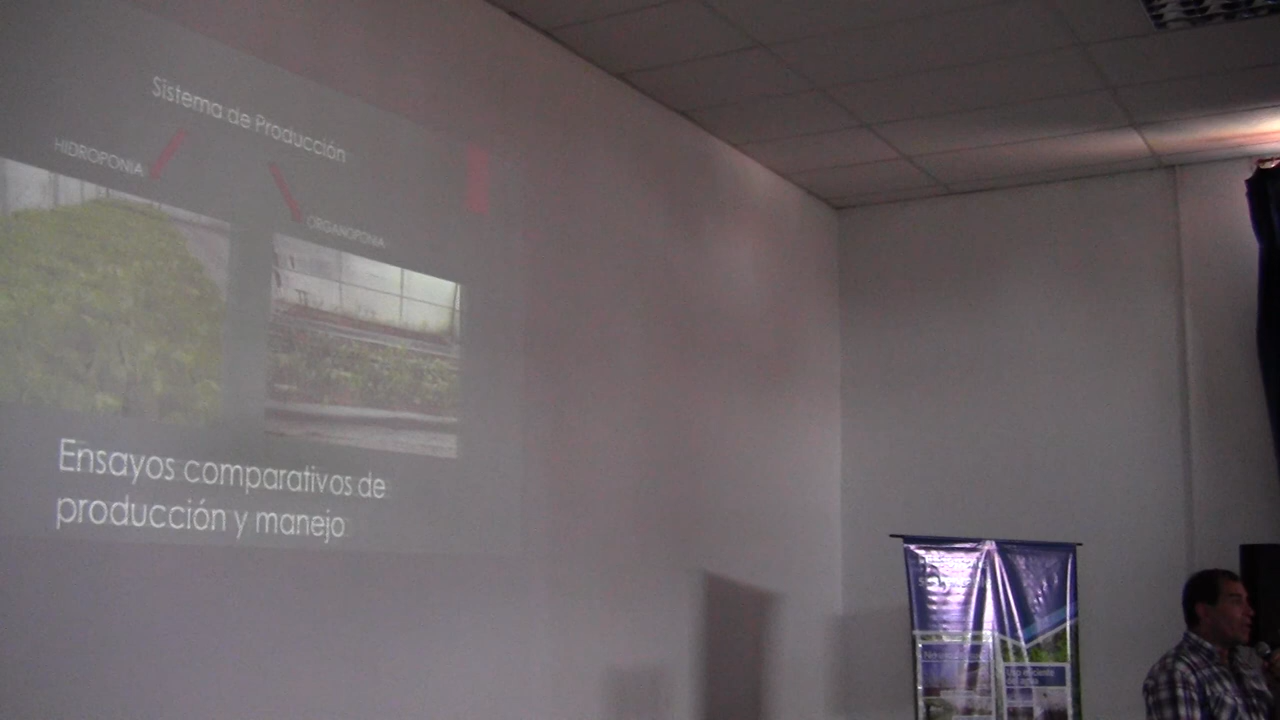 Sistema de Producción
HIDROPONIA
ORGANOPONIA
Ensayos comparativos de
producción y manejo